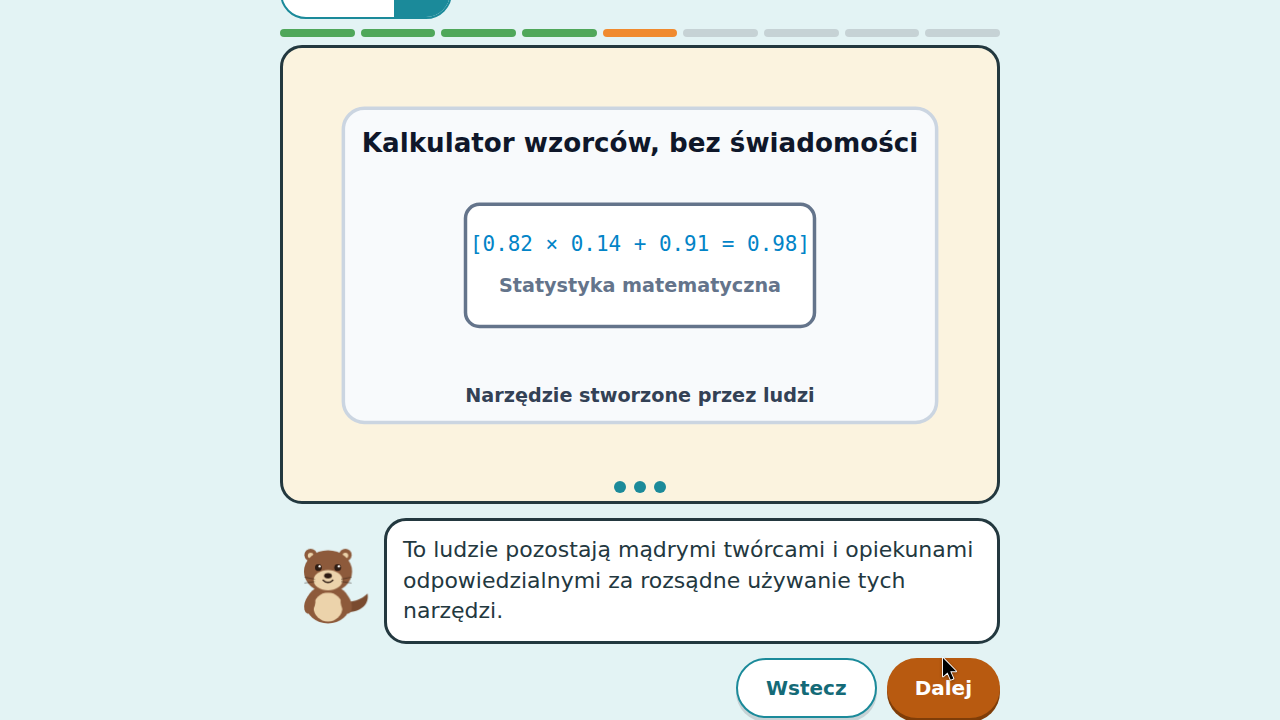 Kalkulator wzorców, bez świadomości
[0.82 × 0.14 + 0.91 = 0.98]
Statystyka matematyczna
Narzędzie stworzone przez ludzi
To ludzie pozostają mądrymi twórcami i opiekunami
odpowiedzialnymi za rozsądne używanie tych
narzędzi.
Wstecz
Dalej